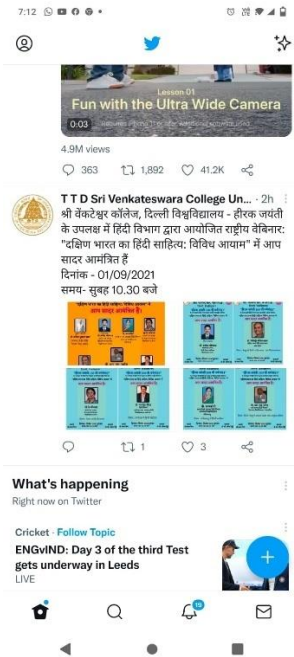 7:12
Lesson 01
Fun with the Ultra Wide Camera
0:03
4.9M views
363 1,892 41.2K
T T D Sri Venkateswara College Un... · 2h
श्री वेंकटेश्वर कॉलेज, दिल्ली विश्वविद्यालय - हीरक जयंती
के उपलक्ष में हिंदी विभाग द्वारा आयोजित राष्ट्रीय वेबिनार:
"दक्षिण भारत का हिंदी साहित्य: विविध आयाम" में आप
सादर आमंत्रित हैं
दिनांक - 01/09/2021
समय- सुबह 10.30 बजे
आप सादर आमंत्रित हैं।
1 3
What's happening
Right now on Twitter
Cricket · Follow Topic
ENGvIND: Day 3 of the third Test
gets underway in Leeds
LIVE
19